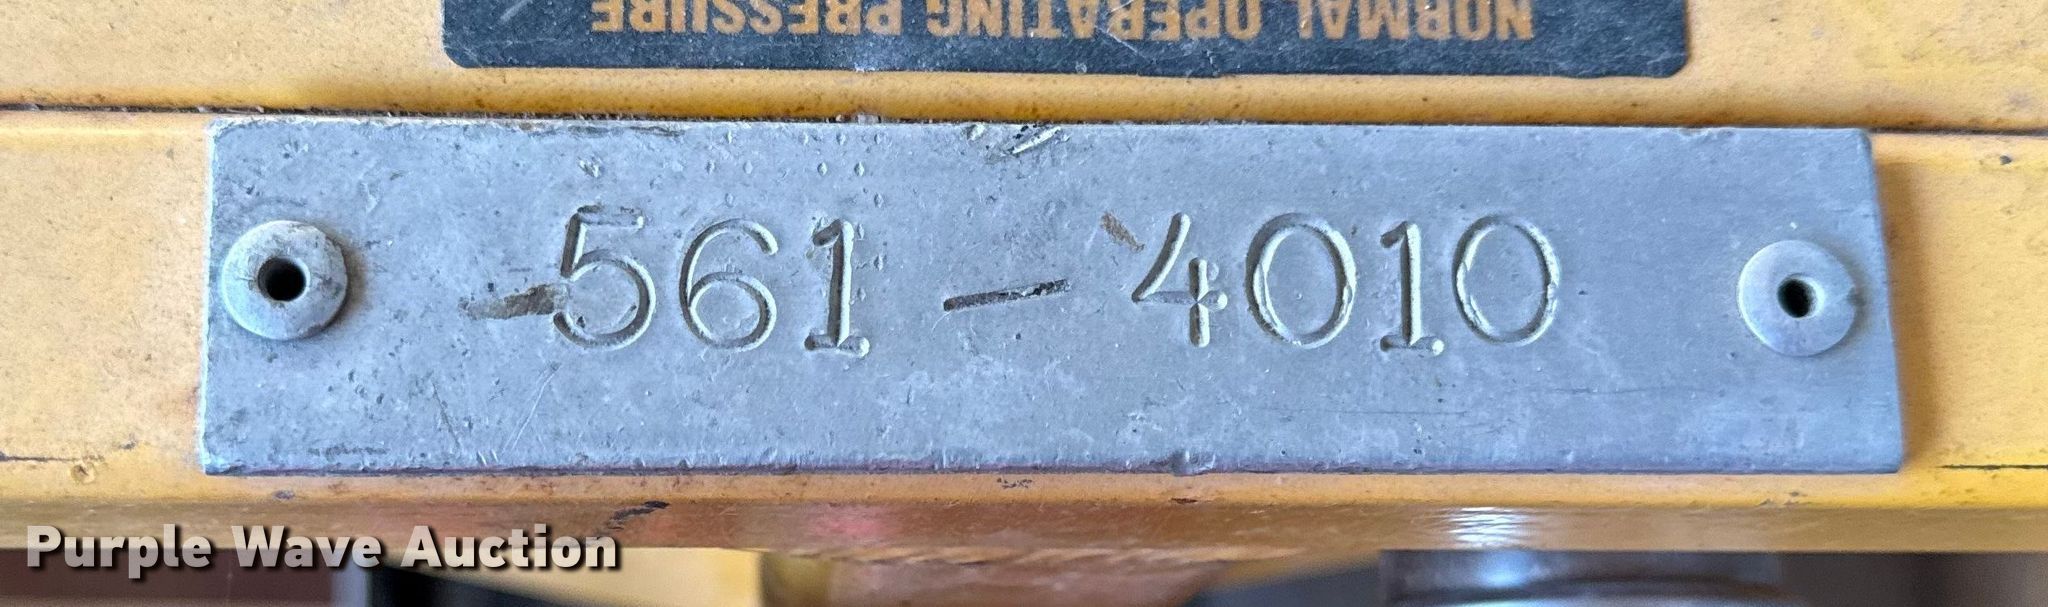 NORMAL OPERATING PRESSURE
561-4010
Purple Wave Auction